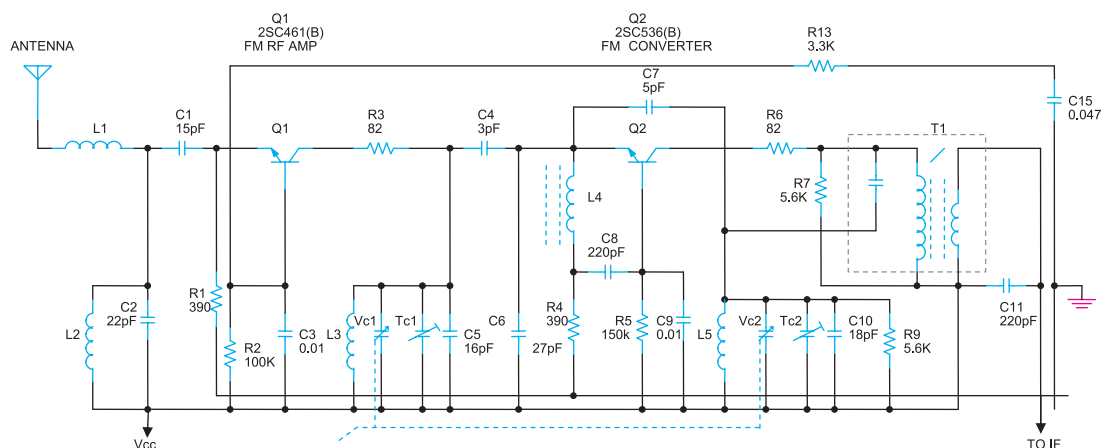 Q1
2SC461(B)
FM RF AMP
Q2
2SC536(B)
FM CONVERTER
R13
3.3K
ANTENNA
C7
5pF
C15
0,047
L1
C1
15pF
Q1
R3
82
C4
3pF
Q2
R6
82
T1
R7
5.6K
L4
C8
220pF
R1
390
C2
22pF
L2
R2
100K
C3
0.01
L3
Vc1
Tc1
C5
16pF
C6
27pF
R4
390
R5
150k
C9
0.01
L5
Vc2
Tc2
C10
18pF
R9
5.6K
C11
220pF
Vcc
TO IF